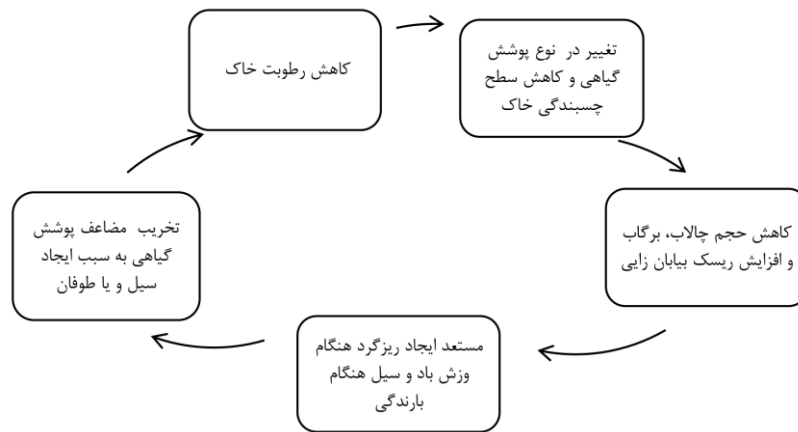 کاهش رطوبت خاک
تغییر در نوع پوشش
گیاهی و کاهش سطح
چسبندگی خاک
کاهش حجم چالاب، برگاب
و افزایش ریسک بیابان زایی
مستعد ایجاد ریزگرد هنگام
وزش باد و سیل هنگام
بارندگی
تخریب مضاعف پوشش
گیاهی به سبب ایجاد
سیل و یا طوفان